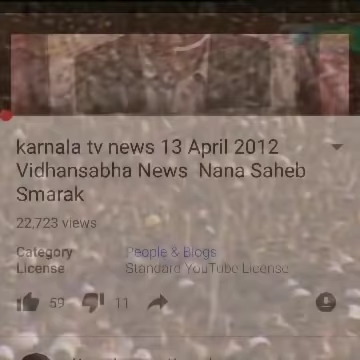 karnala tv news 13 April 2012
Vidhansabha News Nana Saheb
Smarak
22,723 views
Category People & Blogs
License Standard YouTube License
59 11